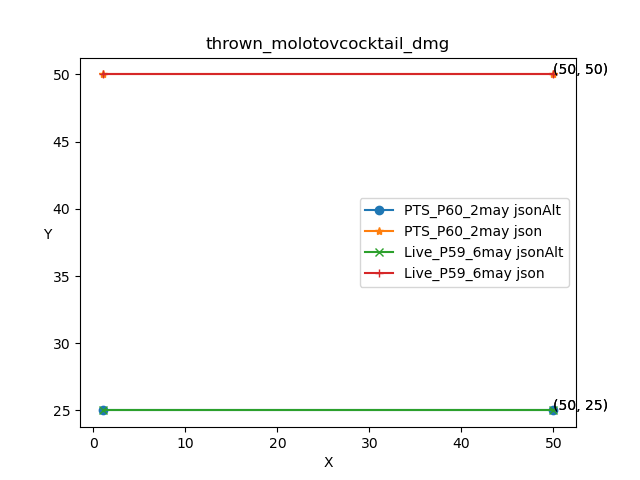 thrown_molotovcocktail_dmg
(50, 50)
50
45
40
Y
35
30
25
PTS_P60_2may jsonAlt
PTS_P60_2may json
Live_P59_6may jsonAlt
Live_P59_6may json
(50, 25)
0 10 20 30 40 50
X